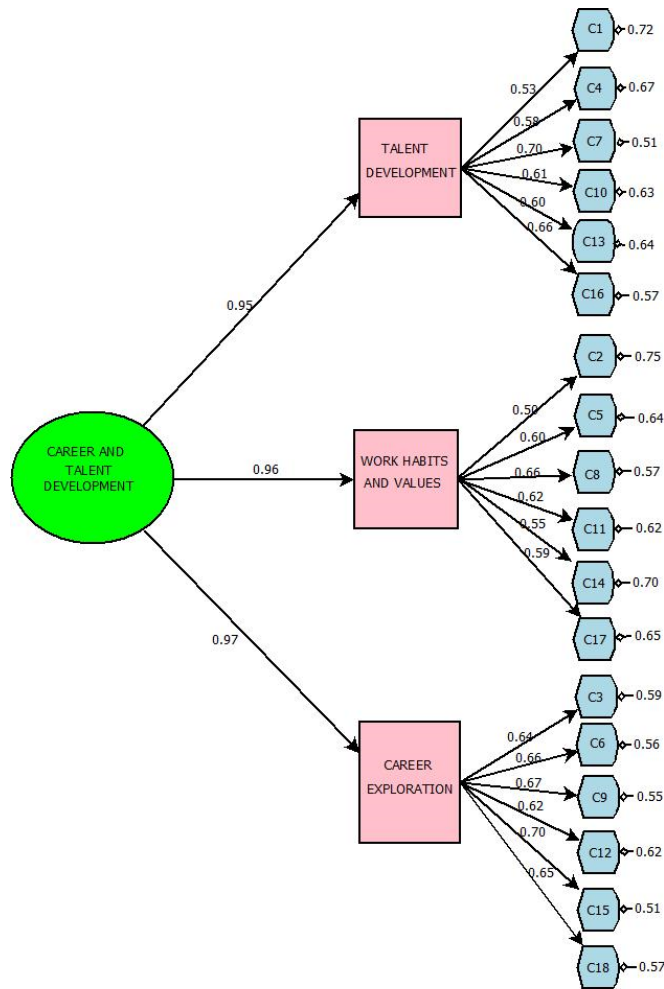 C1
0.72
0.53
C4
0.67
0.58
TALENT
DEVELOPMENT
C7
0.51
0.70
C10
0.63
0.61
C13
0.64
0.60
C16
0.57
0.66
0.95
C2
0.75
0.50
C5
0.64
0.60
CAREER AND
TALENT
DEVELOPMENT
0.96
WORK HABITS
AND VALUES
C8
0.57
0.66
C11
0.62
0.62
C14
0.70
0.55
C17
0.65
0.59
0.97
C3
0.59
0.64
C6
0.56
0.66
CAREER
EXPLORATION
C9
0.55
0.67
C12
0.62
0.62
C15
0.51
0.70
C18
0.57
0.65